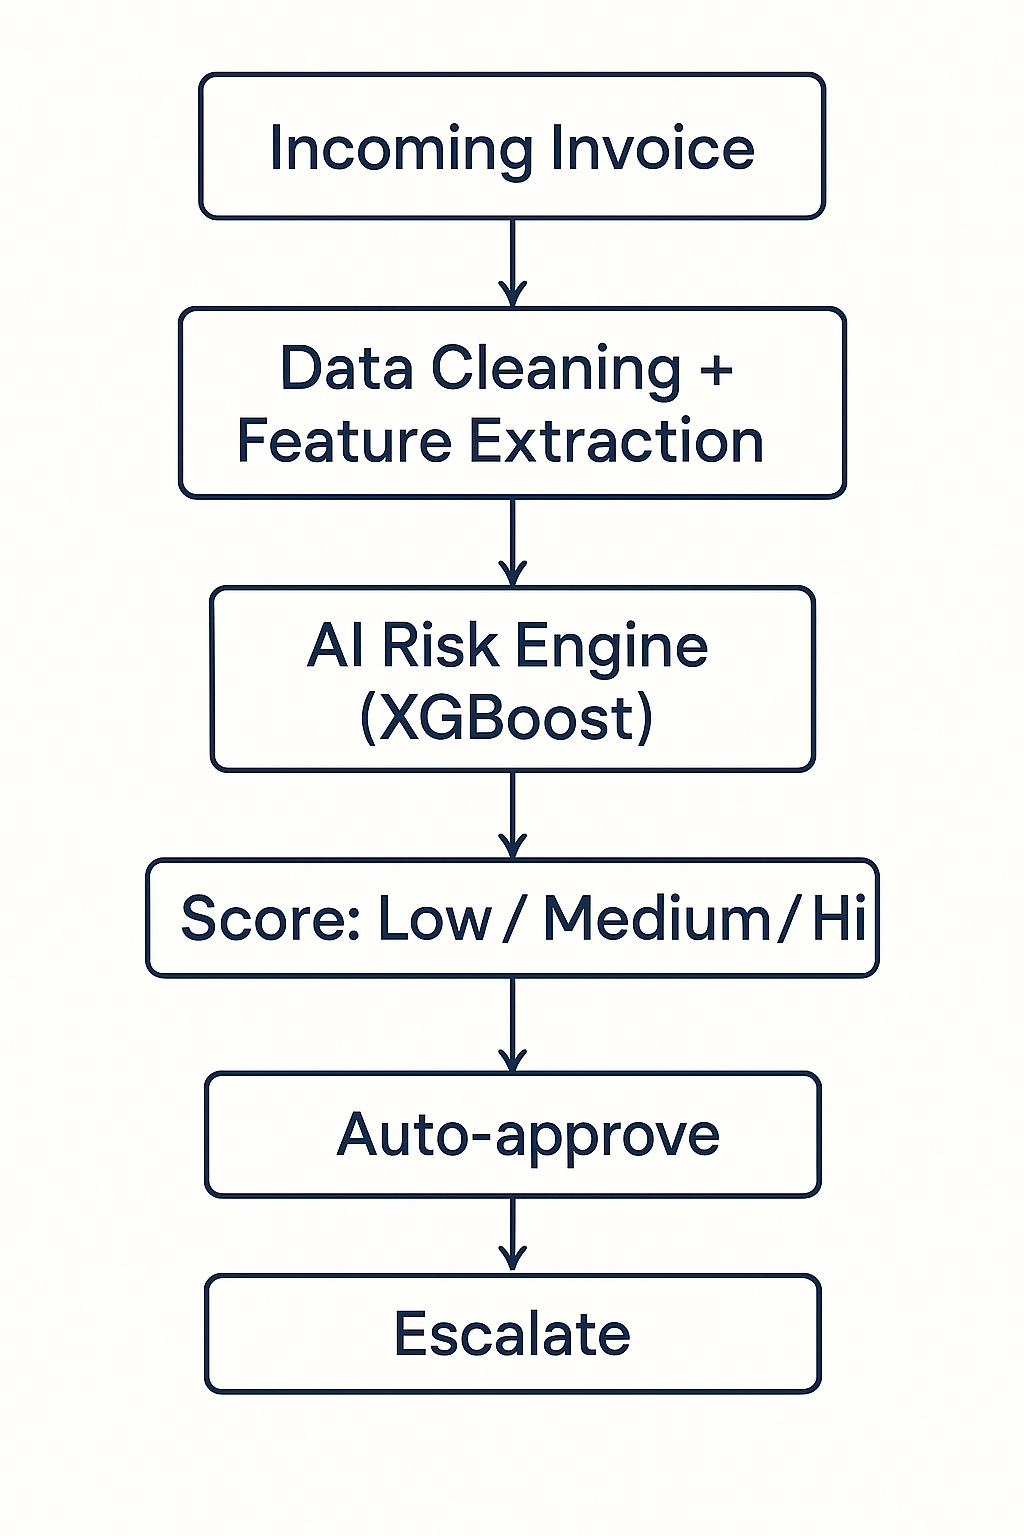 Incoming Invoice
Data Cleaning +
Feature Extraction
AI Risk Engine
(XGBoost)
Score: Low / Medium / Hi
Auto-approve
Escalate